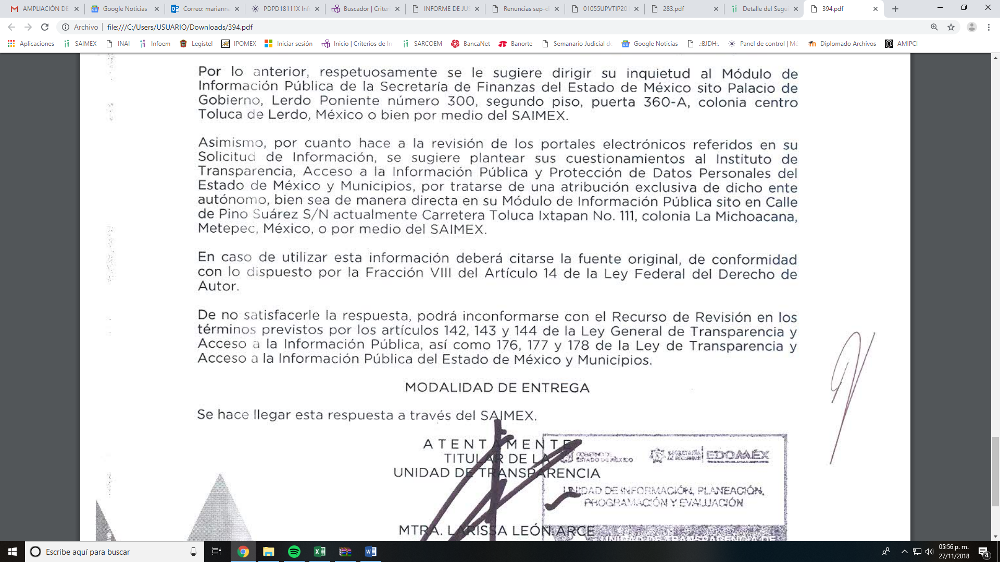 AMPLIACIÓN DE
Google Noticias
Correo: marianna
PDPD18111X Inf
Buscador | Criter
INFORME DE JUS
Renuncias sep-d
01055UPVTIP201
283.pdf
Detalle del Segui
394.pdf
Archivo
file:///C:/Users/USUARIO/Downloads/394.pdf
Aplicaciones
SAIMEX
INAI
Infoem
Legistel
IPOMEX
Iniciar sesión
Inicio | Criterios de In
SARCOEM
BancaNet
Banorte
Semanario Judicial de
Google Noticias
.:BJDH:.
Panel de control | Mé
Diplomado Archivos
AMIPCI
Por lo anterior, respetuosamente se le sugiere dirigir su inquietud al Módulo de
Información Pública de la Secretaría de Finanzas del Estado de México sito Palacio de
Gobierno, Lerdo Poniente número 300, segundo piso, puerta 360-A, colonia centro
Toluca de Lerdo, México o bien por medio del SAIMEX.
Asimismo, por cuanto hace a la revisión de los portales electrónicos referidos en su
Solicitud de Información, se sugiere plantear sus cuestionamientos al Instituto de
Transparencia, Acceso a la Información Pública y Protección de Datos Personales del
Estado de México y Municipios, por tratarse de una atribución exclusiva de dicho ente
autónomo, bien sea de manera directa en su Módulo de Información Pública sito en Calle
de Pino Suárez S/N actualmente Carretera Toluca Ixtapan No. 111, colonia La Michoacana,
Metepec, México, o por medio del SAIMEX.
En caso de utilizar esta información deberá citarse la fuente original, de conformidad
con lo dispuesto por la Fracción VIII del Artículo 14 de la Ley Federal del Derecho de
Autor.
De no satisfacerle la respuesta, podrá inconformarse con el Recurso de Revisión en los
términos previstos por los artículos 142, 143 y 144 de la Ley General de Transparencia y
Acceso a la Información Pública, así como 176, 177 y 178 de la Ley de Transparencia y
Acceso a la Información Pública del Estado de México y Municipios.
MODALIDAD DE ENTREGA
Se hace llegar esta respuesta a través del SAIMEX.
A T E N T A M E N T E
TITULAR DE LA
UNIDAD DE TRANSPARENCIA
MTRA. LARISSA LEÓN ARCE
GOBIERNO DEL
ESTADO DE MÉXICO
SECRETARÍA
DE SEGURIDAD
EDOMÉX
UNIDAD DE INFORMACIÓN, PLANEACIÓN,
PROGRAMACIÓN Y EVALUACIÓN
UNIDAD DE TRANSPARENCIA DE
Escribe aquí para buscar
05:56 p. m.
27/11/2018
4